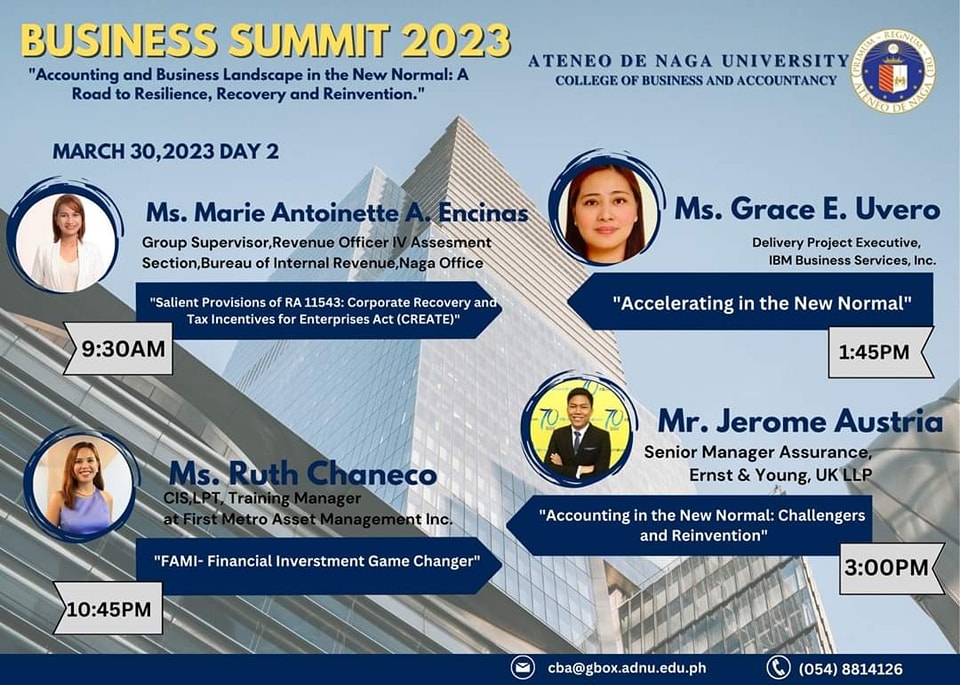 BUSINESS SUMMIT 2023
"Accounting and Business Landscape in the New Normal: A
Road to Resilience, Recovery and Reinvention."
ATENEO DE NAGA UNIVERSITY
COLLEGE OF BUSINESS AND ACCOUNTANCY
PRIMUM · REGNUM · DEI
ATENEO DE NAGA
MARCH 30,2023 DAY 2
Ms. Marie Antoinette A. Encinas
Group Supervisor,Revenue Officer IV Assesment
Section,Bureau of Internal Revenue,Naga Office
"Salient Provisions of RA 11543: Corporate Recovery and
Tax Incentives for Enterprises Act (CREATE)"
9:30AM
Ms. Ruth Chaneco
CIS,LPT, Training Manager
at First Metro Asset Management Inc.
"FAMI- Financial Inverstment Game Changer"
10:45PM
Ms. Grace E. Uvero
Delivery Project Executive,
IBM Business Services, Inc.
"Accelerating in the New Normal"
1:45PM
70
70
70
Mr. Jerome Austria
Senior Manager Assurance,
Ernst & Young, UK LLP
"Accounting in the New Normal: Challengers
and Reinvention"
3:00PM
cba@gbox.adnu.edu.ph
(054) 8814126